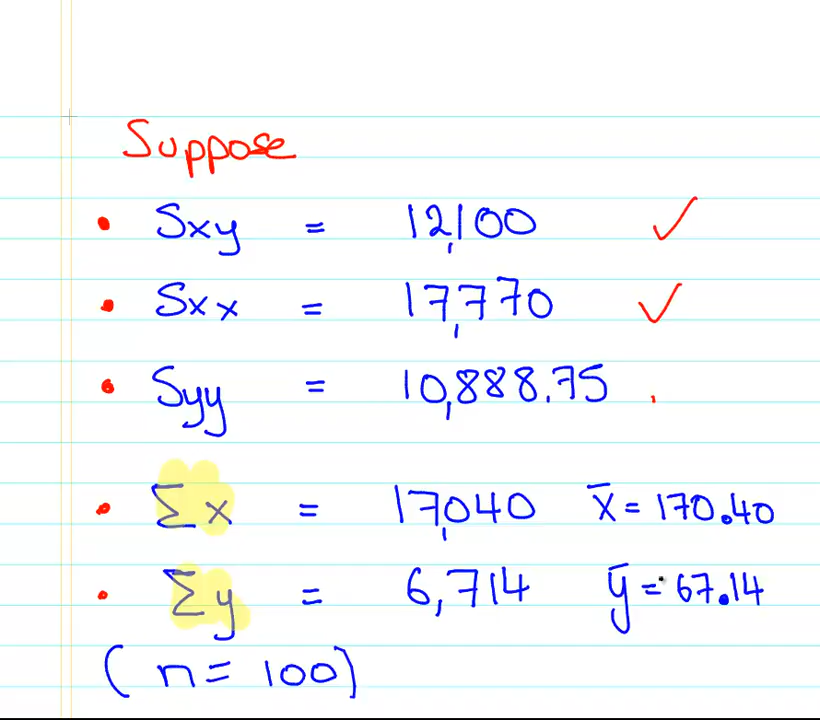 Suppose
• Sxy = 12,100 ✓
• Sxx = 17,770 ✓
• Syy = 10,888.75
• Σx = 17,040 x̄ = 170.40
• Σy = 6,714 ȳ = 67.14
( n = 100)